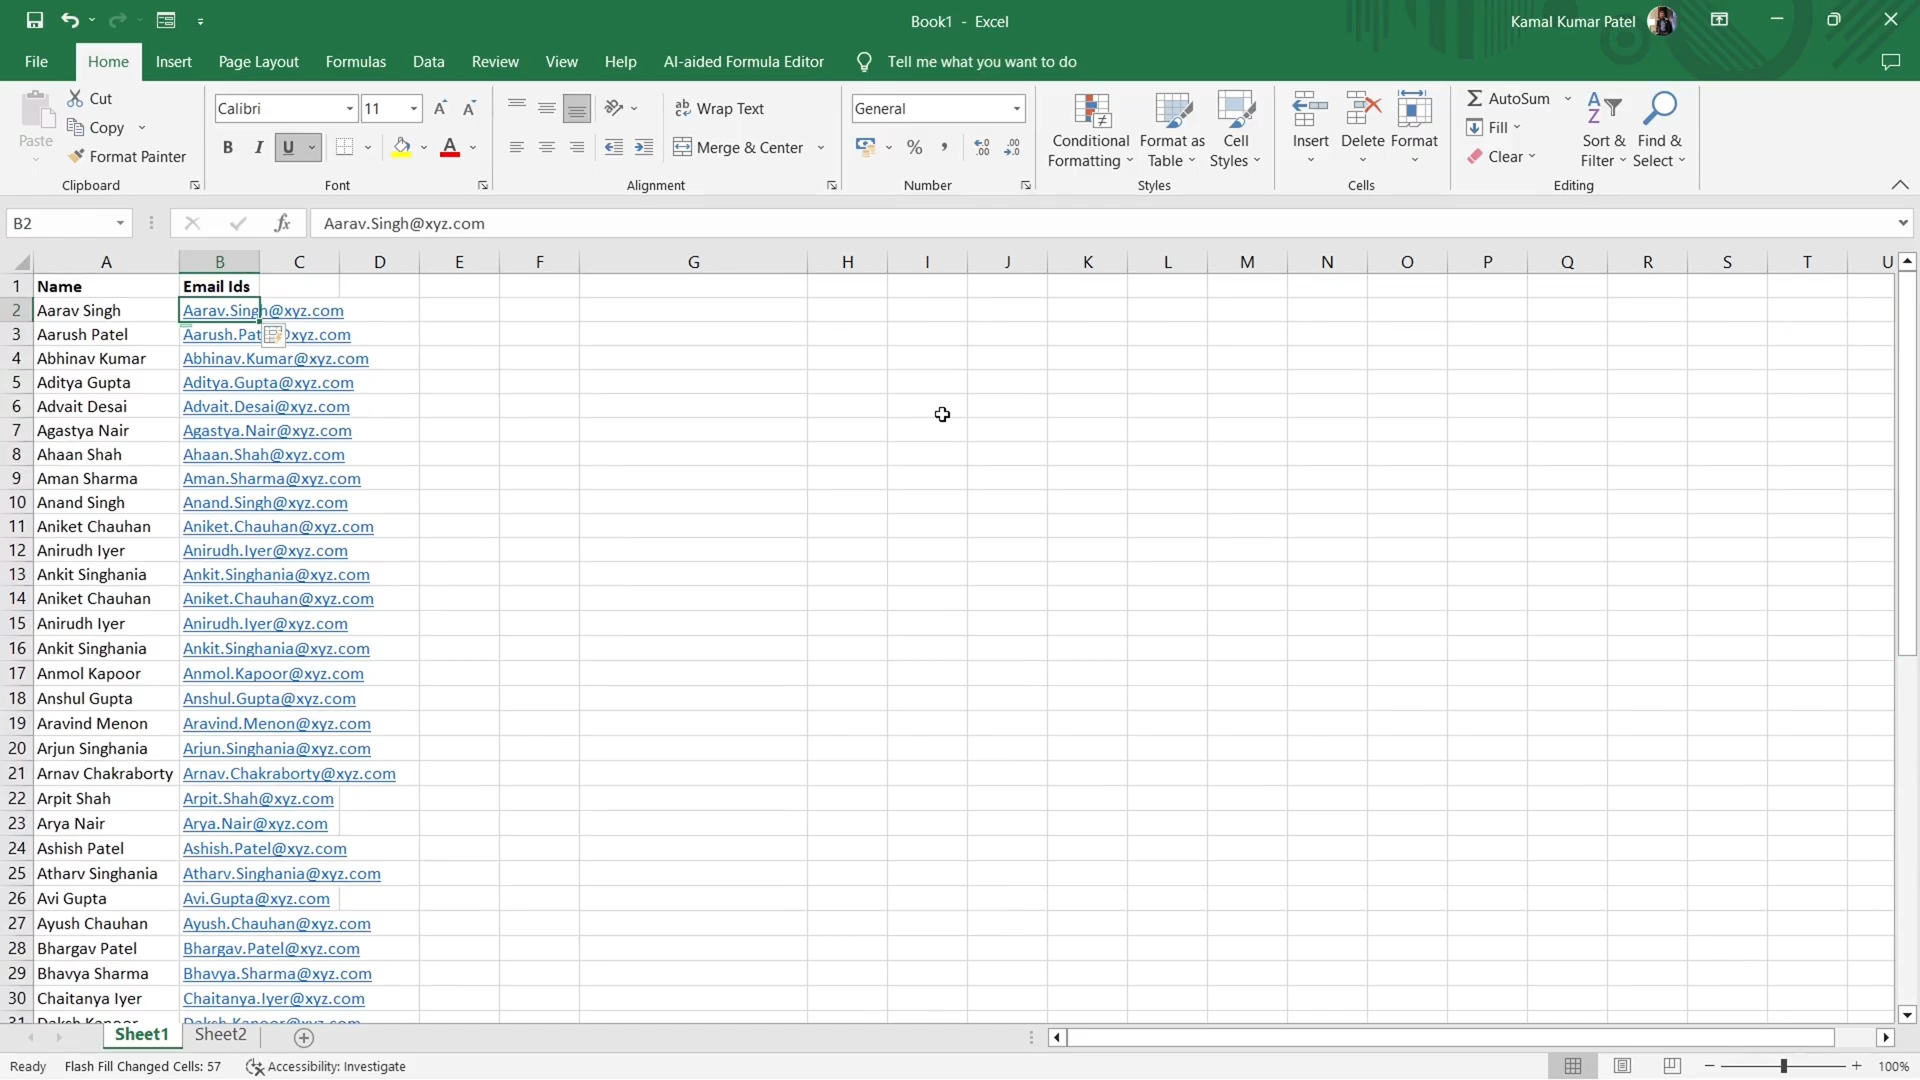 Book1 - Excel
Kamal Kumar Patel
File Home Insert Page Layout Formulas Data Review View Help AI-aided Formula Editor Tell me what you want to do
Paste
Cut
Copy
Format Painter
Clipboard
Calibri 11
B I U
Font
ab Wrap Text
Merge & Center
Alignment
General
%
Number
Conditional Formatting
Format as Table
Cell Styles
Styles
Insert Delete Format
Cells
AutoSum
Fill
Clear
Sort & Filter
Find & Select
Editing
B2 fx Aarav.Singh@xyz.com
A B C D E F G H I J K L M N O P Q R S T U
1 Name Email Ids
2 Aarav Singh Aarav.Singh@xyz.com
3 Aarush Patel Aarush.Pat xyz.com
4 Abhinav Kumar Abhinav.Kumar@xyz.com
5 Aditya Gupta Aditya.Gupta@xyz.com
6 Advait Desai Advait.Desai@xyz.com
7 Agastya Nair Agastya.Nair@xyz.com
8 Ahaan Shah Ahaan.Shah@xyz.com
9 Aman Sharma Aman.Sharma@xyz.com
10 Anand Singh Anand.Singh@xyz.com
11 Aniket Chauhan Aniket.Chauhan@xyz.com
12 Anirudh Iyer Anirudh.Iyer@xyz.com
13 Ankit Singhania Ankit.Singhania@xyz.com
14 Aniket Chauhan Aniket.Chauhan@xyz.com
15 Anirudh Iyer Anirudh.Iyer@xyz.com
16 Ankit Singhania Ankit.Singhania@xyz.com
17 Anmol Kapoor Anmol.Kapoor@xyz.com
18 Anshul Gupta Anshul.Gupta@xyz.com
19 Aravind Menon Aravind.Menon@xyz.com
20 Arjun Singhania Arjun.Singhania@xyz.com
21 Arnav Chakraborty Arnav.Chakraborty@xyz.com
22 Arpit Shah Arpit.Shah@xyz.com
23 Arya Nair Arya.Nair@xyz.com
24 Ashish Patel Ashish.Patel@xyz.com
25 Atharv Singhania Atharv.Singhania@xyz.com
26 Avi Gupta Avi.Gupta@xyz.com
27 Ayush Chauhan Ayush.Chauhan@xyz.com
28 Bhargav Patel Bhargav.Patel@xyz.com
29 Bhavya Sharma Bhavya.Sharma@xyz.com
30 Chaitanya Iyer Chaitanya.Iyer@xyz.com
Sheet1 Sheet2
Ready Flash Fill Changed Cells: 57 Accessibility: Investigate 100%